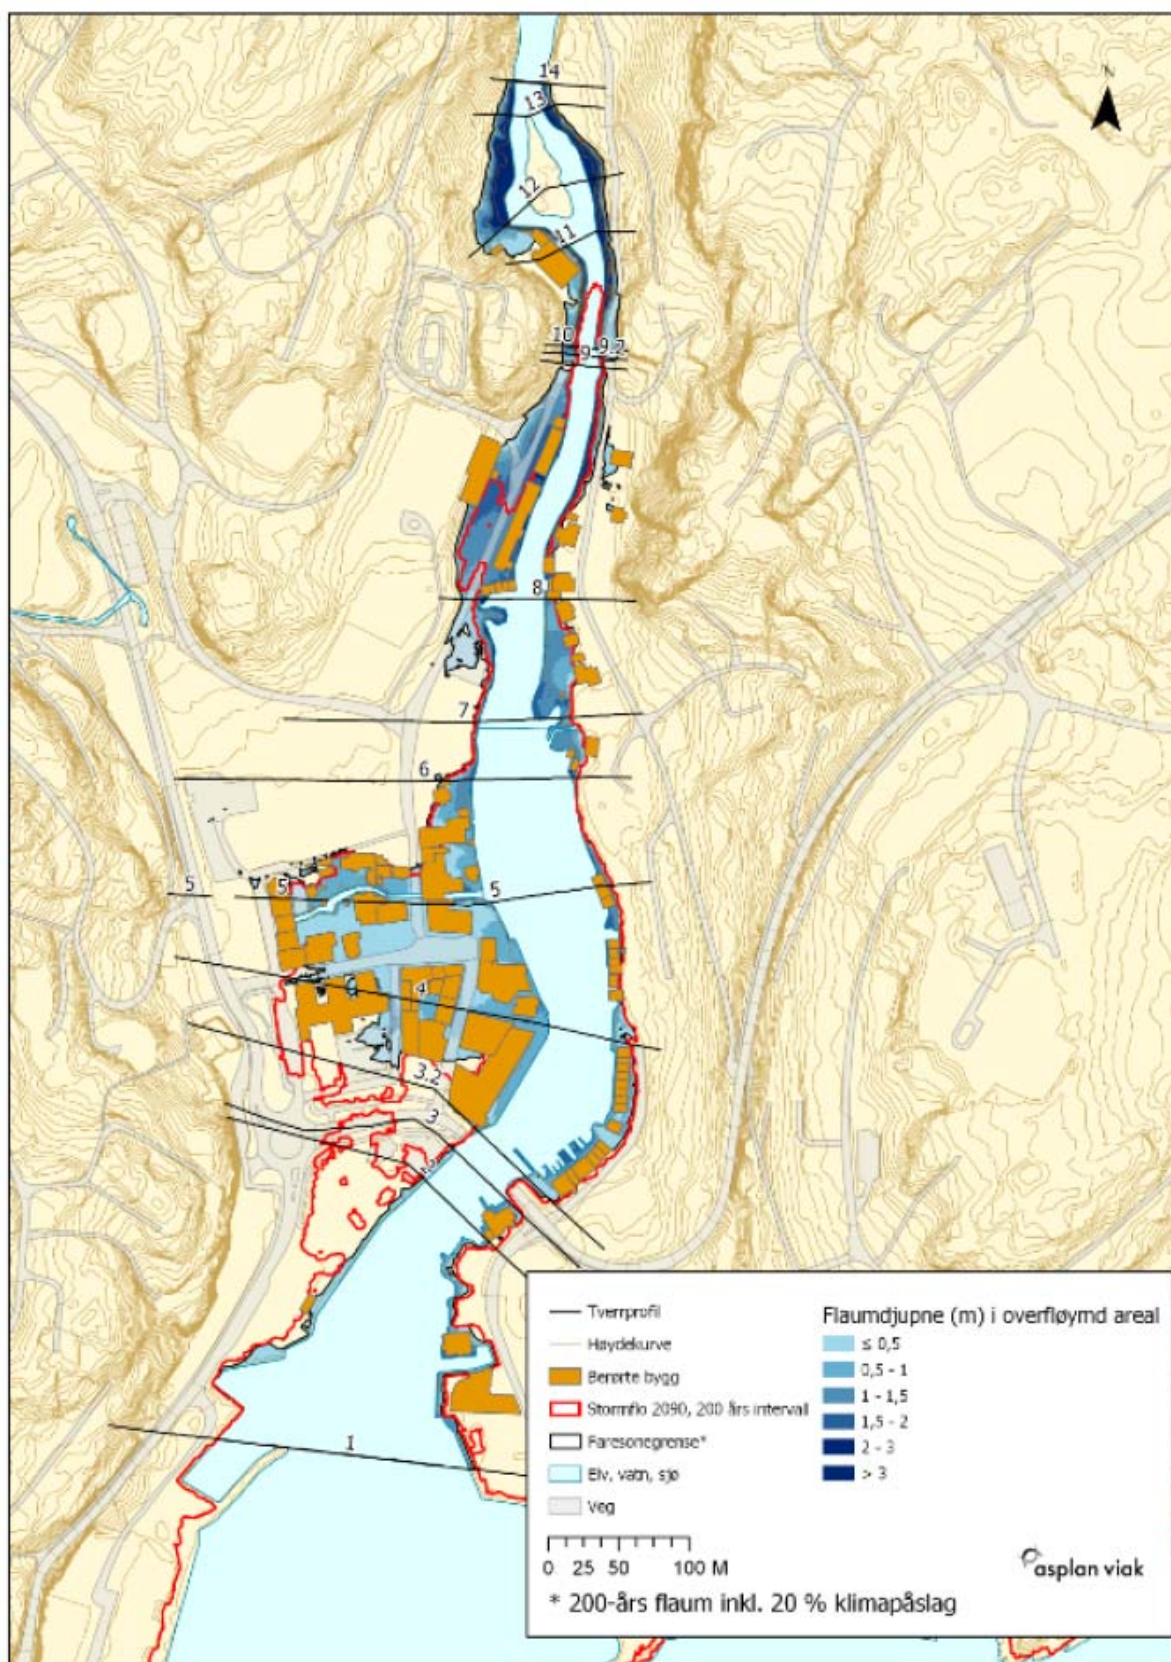 14
13
N
12
11
10
9.2
9
8
7
6
5
5
5
4
3.2
3
2
1
Tverrprofil
Høydekurve
Berørte bygg
Stormflo 2090, 200 års intervall
Faresonegrense*
Elv, vatn, sjø
Veg
Flaumdjupne (m) i overfløymd areal
≤ 0,5
0,5 - 1
1 - 1,5
1,5 - 2
2 - 3
> 3
0 25 50 100 M
asplan viak
* 200-års flaum inkl. 20 % klimapåslag